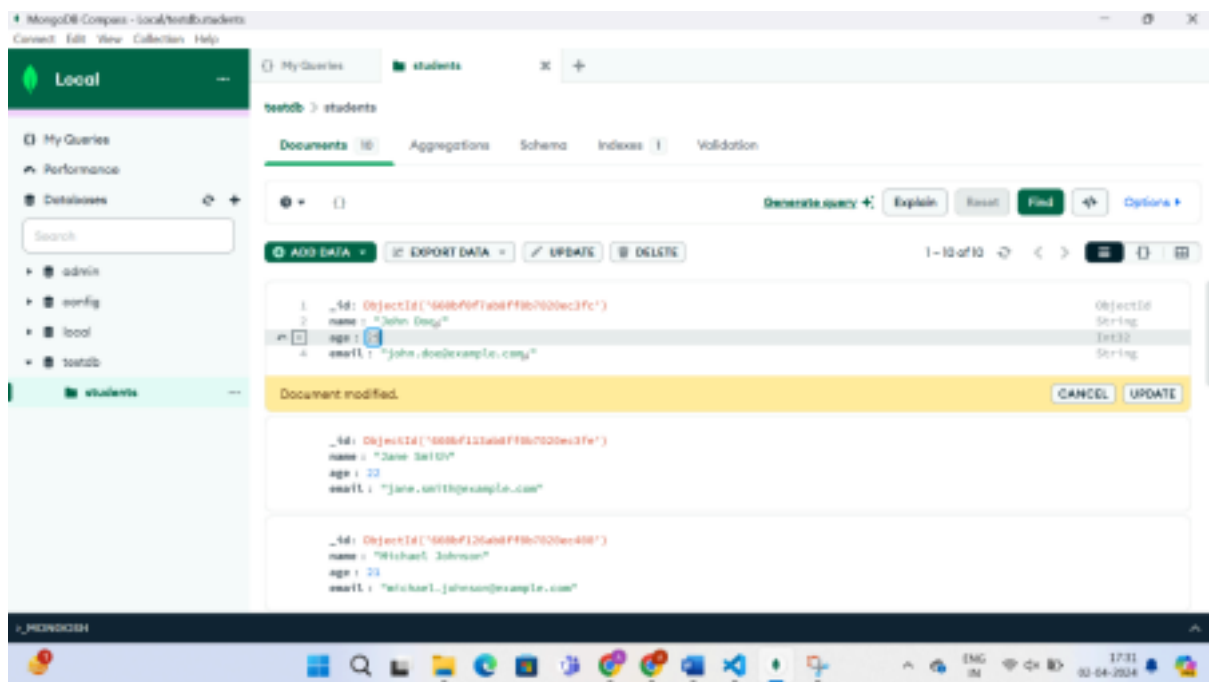 MongoDB Compass - Local/testdb.students
Connect Edit View Collection Help
Local
My Queries
students
testdb > students
My Queries
Performance
Databases
Search
admin
config
local
testdb
students
Documents 10 Aggregations Schema Indexes 1 Validation
Generate query Explain Reset Find Options
ADD DATA EXPORT DATA UPDATE DELETE
1 – 10 of 10
1 _id: ObjectId( ObjectId
2 name : "John Doe" String
age : Int32
4 email : "john.doe@example.com" String
Document modified. CANCEL UPDATE
_id: ObjectId(
name : "Jane Smith"
age : 22
email : "jane.smith@example.com"
_id: ObjectId(
name : "Michael Johnson"
age : 21
email : "michael.johnson@example.com"
>_MONGOSH
ENG
IN
17:31
02-04-2024